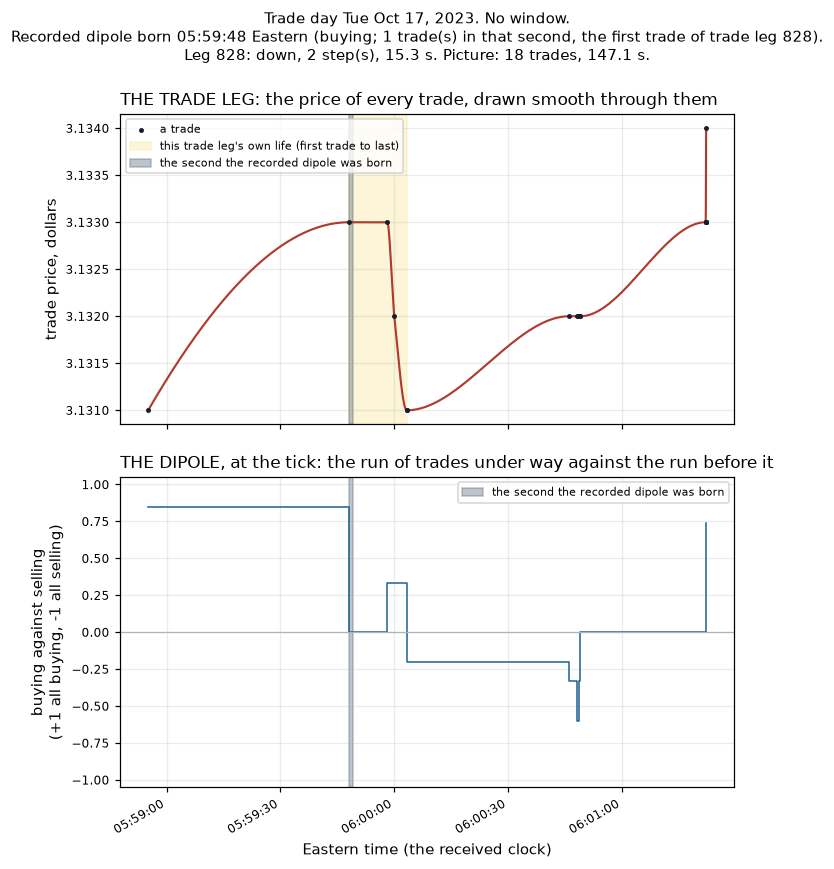 Trade day Tue Oct 17, 2023. No window.
Recorded dipole born 05:59:48 Eastern (buying; 1 trade(s) in that second, the first trade of trade leg 828).
Leg 828: down, 2 step(s), 15.3 s. Picture: 18 trades, 147.1 s.
THE TRADE LEG: the price of every trade, drawn smooth through them
3.1340
3.1335
3.1330
3.1325
3.1320
3.1315
3.1310
trade price, dollars
a trade
this trade leg's own life (first trade to last)
the second the recorded dipole was born
THE DIPOLE, at the tick: the run of trades under way against the run before it
1.00
0.75
0.50
0.25
0.00
−0.25
−0.50
−0.75
−1.00
buying against selling
(+1 all buying, -1 all selling)
the second the recorded dipole was born
05:59:00
05:59:30
06:00:00
06:00:30
06:01:00
Eastern time (the received clock)